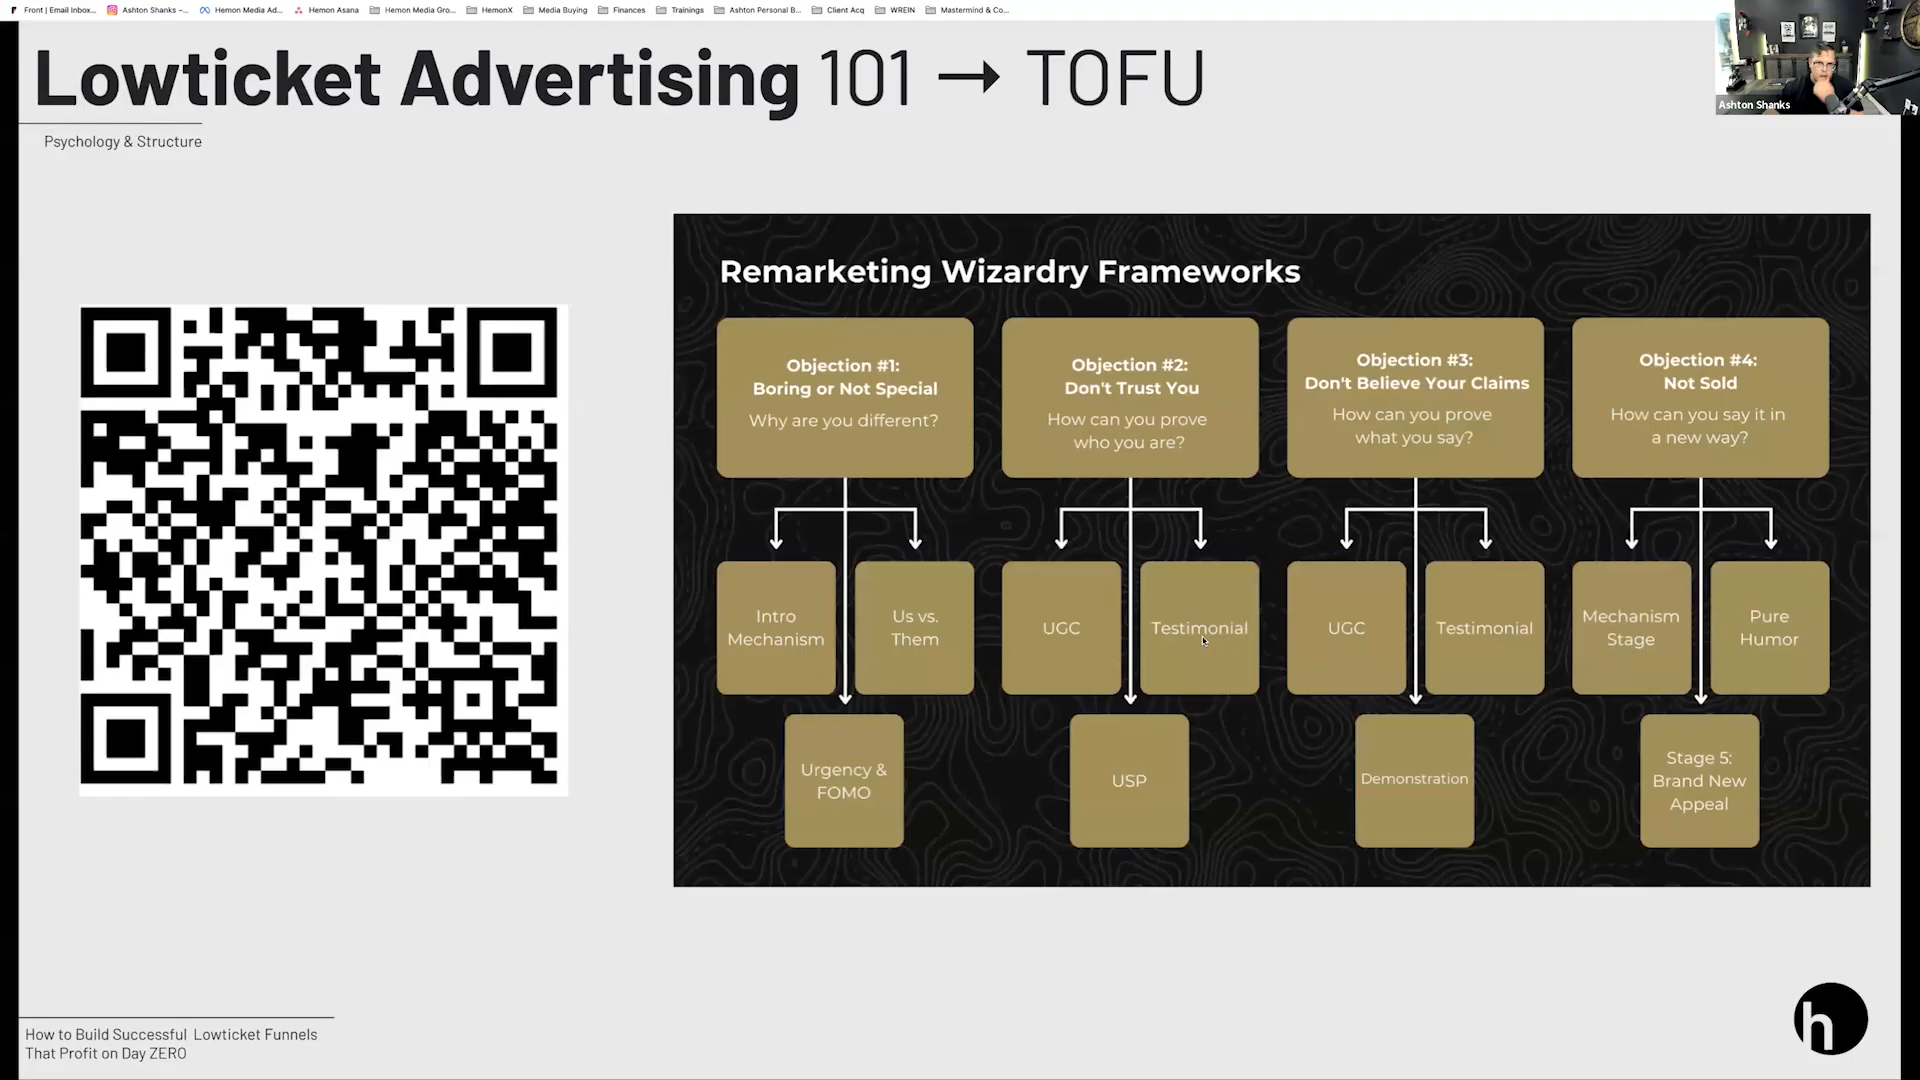 Front | Email Inbox...
Ashton Shanks –...
Hemon Media Ad...
Hemon Asana
Hemon Media Gro...
HemonX
Media Buying
Finances
Trainings
Ashton Personal B...
Client Acq
WREIN
Mastermind & Co...
Lowticket Advertising 101 → TOFU
Ashton Shanks
Psychology & Structure
Remarketing Wizardry Frameworks
Objection #1:
Boring or Not Special
Why are you different?
Objection #2:
Don't Trust You
How can you prove
who you are?
Objection #3:
Don't Believe Your Claims
How can you prove
what you say?
Objection #4:
Not Sold
How can you say it in
a new way?
Intro
Mechanism
Us vs.
Them
UGC
Testimonial
UGC
Testimonial
Mechanism
Stage
Pure
Humor
Urgency &
FOMO
USP
Demonstration
Stage 5:
Brand New
Appeal
How to Build Successful Lowticket Funnels
That Profit on Day ZERO
h